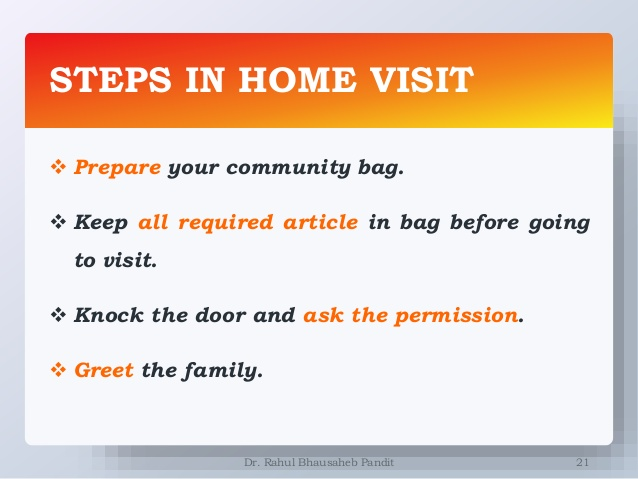 STEPS IN HOME VISIT
❖ Prepare your community bag.
❖ Keep all required article in bag before going
to visit.
❖ Knock the door and ask the permission.
❖ Greet the family.
Dr. Rahul Bhausaheb Pandit 21